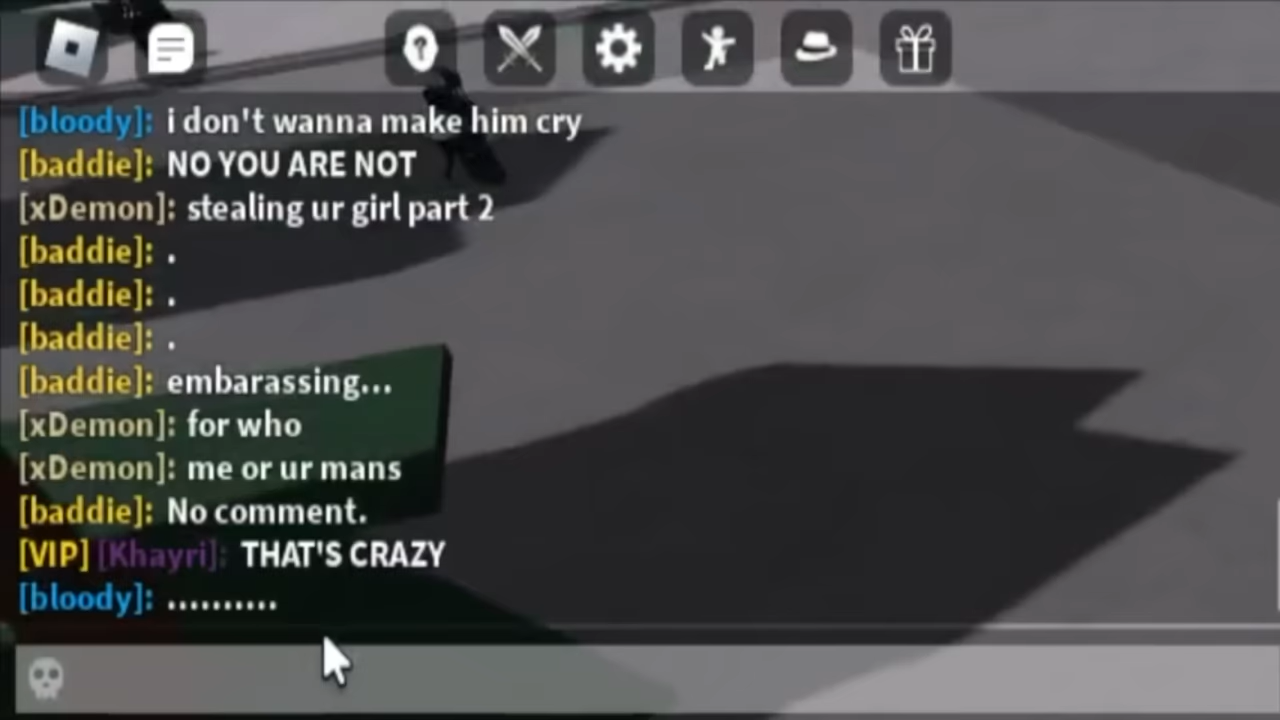 [bloody]: i don't wanna make him cry
[baddie]: NO YOU ARE NOT
[xDemon]: stealing ur girl part 2
[baddie]: .
[baddie]: .
[baddie]: .
[baddie]: embarassing...
[xDemon]: for who
[xDemon]: me or ur mans
[baddie]: No comment.
[VIP] [Khayri]: THAT'S CRAZY
[bloody]: ..........